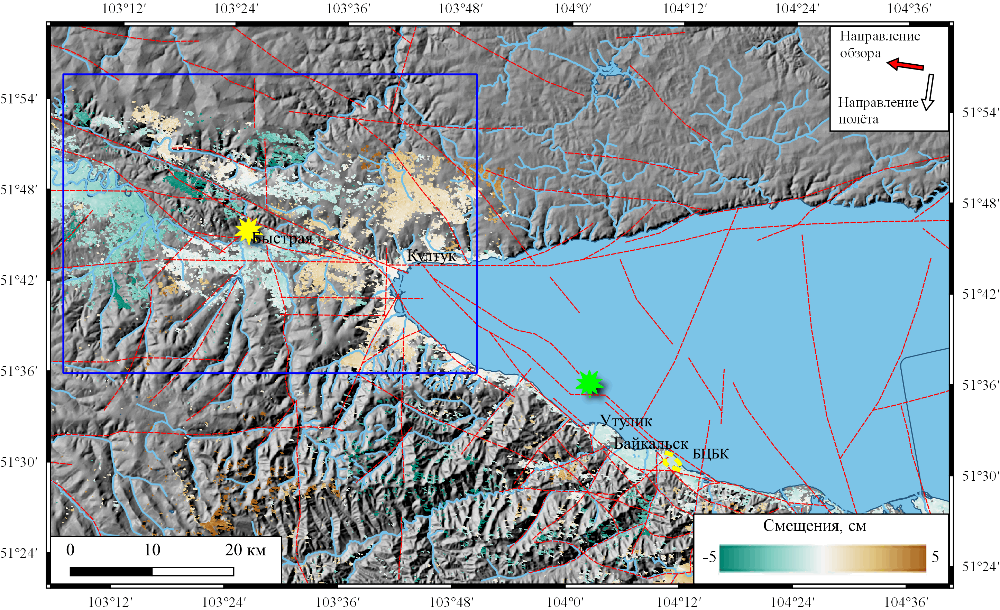 103°12′ 103°24′ 103°36′ 103°48′ 104°0′ 104°12′ 104°24′ 104°36′
Направление
обзора
Направление
полёта
51°54′ 51°54′
51°48′ 51°48′
Быстрая
Култук
51°42′ 51°42′
51°36′ 51°36′
Утулик
Байкальск
БЦБК
51°30′ 51°30′
Смещения, см
-5 5
0 10 20 км
51°24′ 51°24′
103°12′ 103°24′ 103°36′ 103°48′ 104°0′ 104°12′ 104°24′ 104°36′